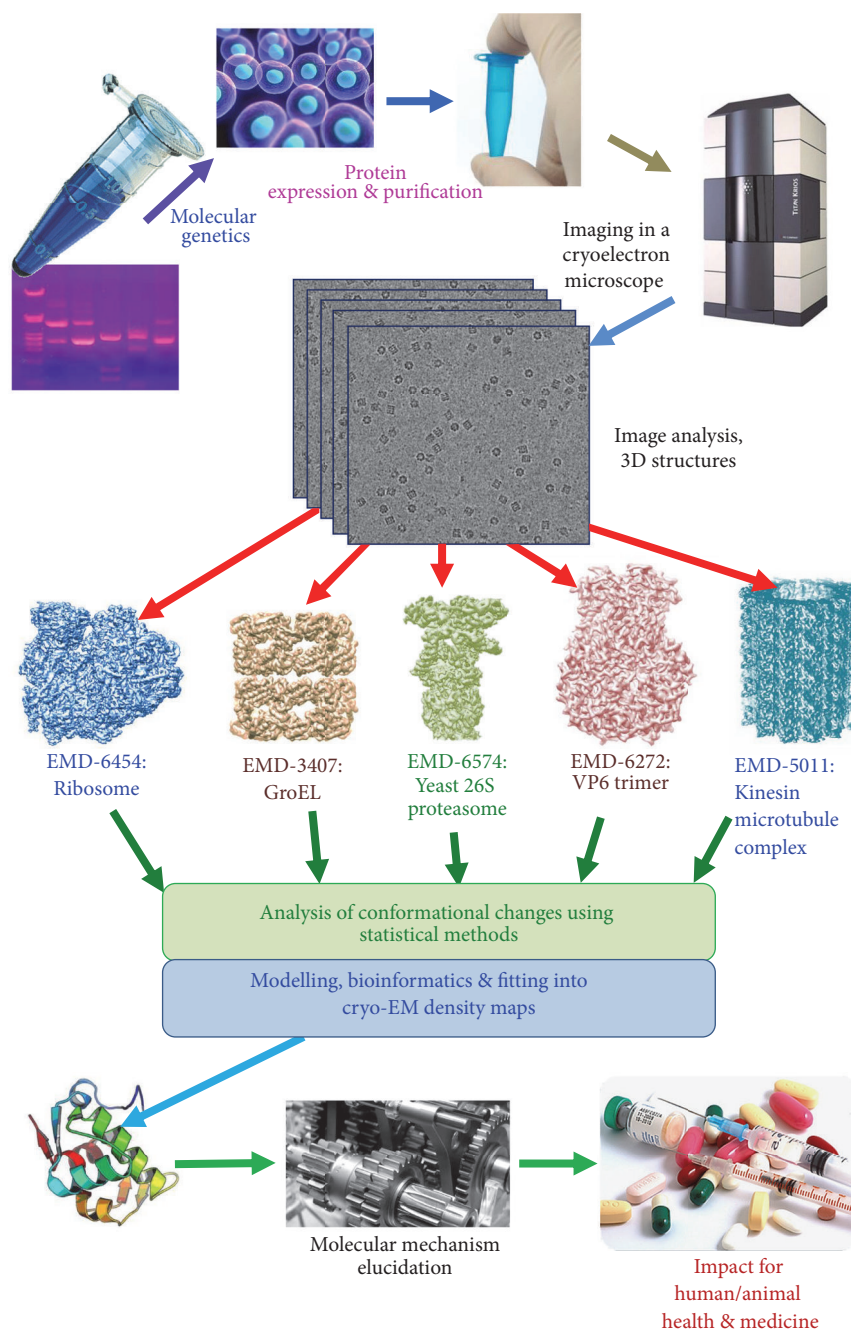 Molecular
genetics
Protein
expression & purification
TITAN KRIOS
Imaging in a
cryoelectron
microscope
Image analysis,
3D structures
EMD-6454:
Ribosome
EMD-3407:
GroEL
EMD-6574:
Yeast 26S
proteasome
EMD-6272:
VP6 trimer
EMD-5011:
Kinesin
microtubule
complex
Analysis of conformational changes using
statistical methods
Modelling, bioinformatics & fitting into
cryo-EM density maps
Molecular mechanism
elucidation
Impact for
human/animal
health & medicine